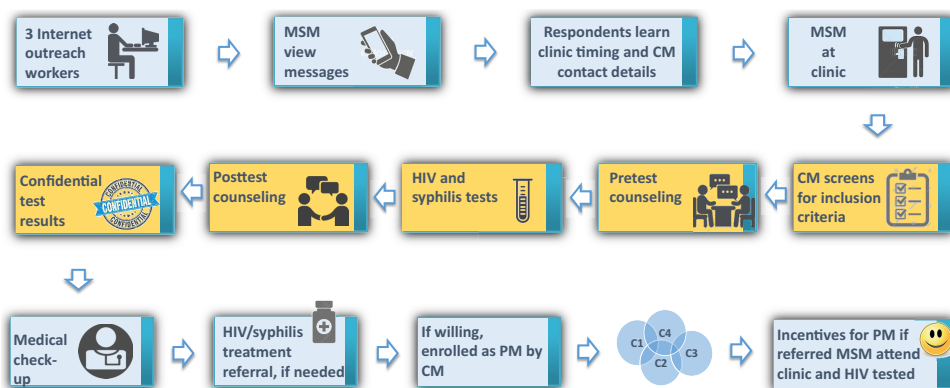 3 Internet
outreach
workers
MSM
view
messages
Respondents learn
clinic timing and CM
contact details
MSM
at
clinic
CM screens
for inclusion
criteria
Pretest
counseling
HIV and
syphilis tests
Posttest
counseling
Confidential
test
results
CONFIDENTIAL
CONFIDENTIAL
CONFIDENTIAL
Medical
check-
up
HIV/syphilis
treatment
referral, if needed
If willing,
enrolled as PM by
CM
C4
C1
C3
C2
Incentives for PM if
referred MSM attend
clinic and HIV tested